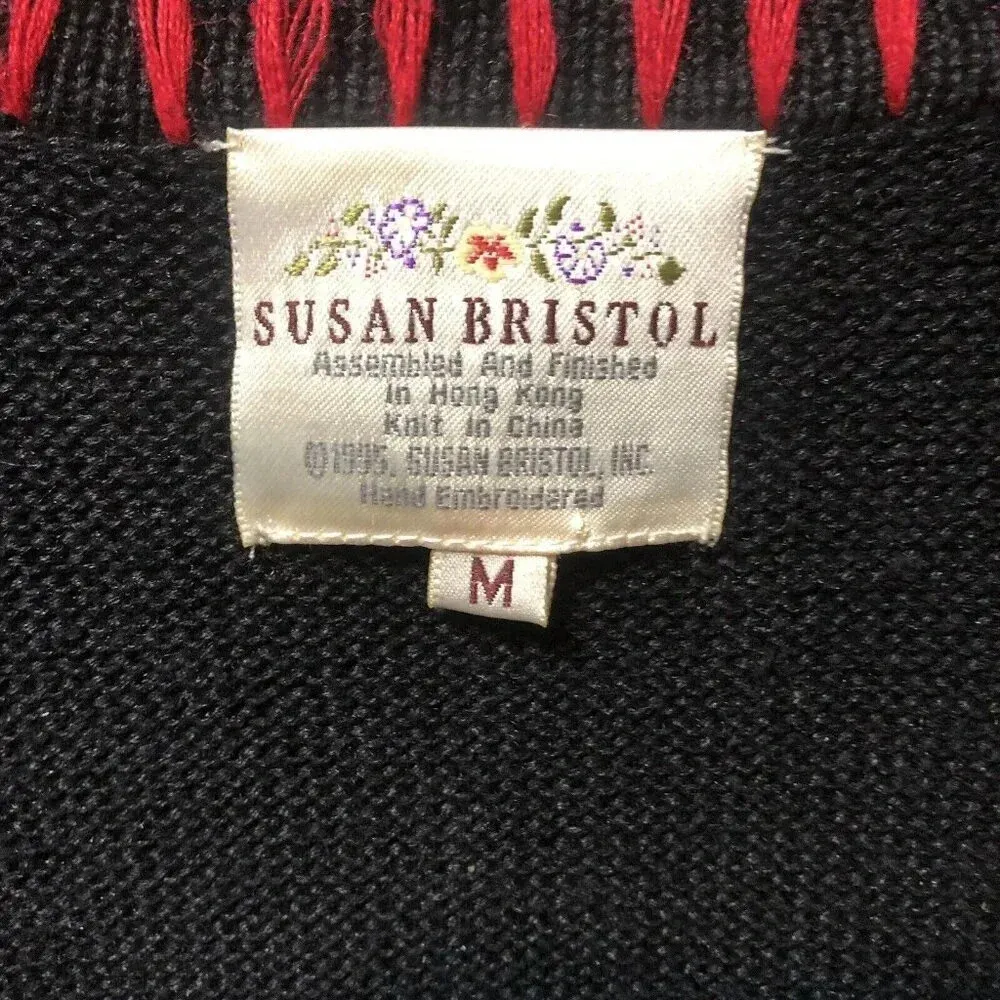 SUSAN BRISTOL
Assembled And Finished
In Hong Kong
Knit In China
©1995, SUSAN BRISTOL, INC.
Hand Embroidered
M